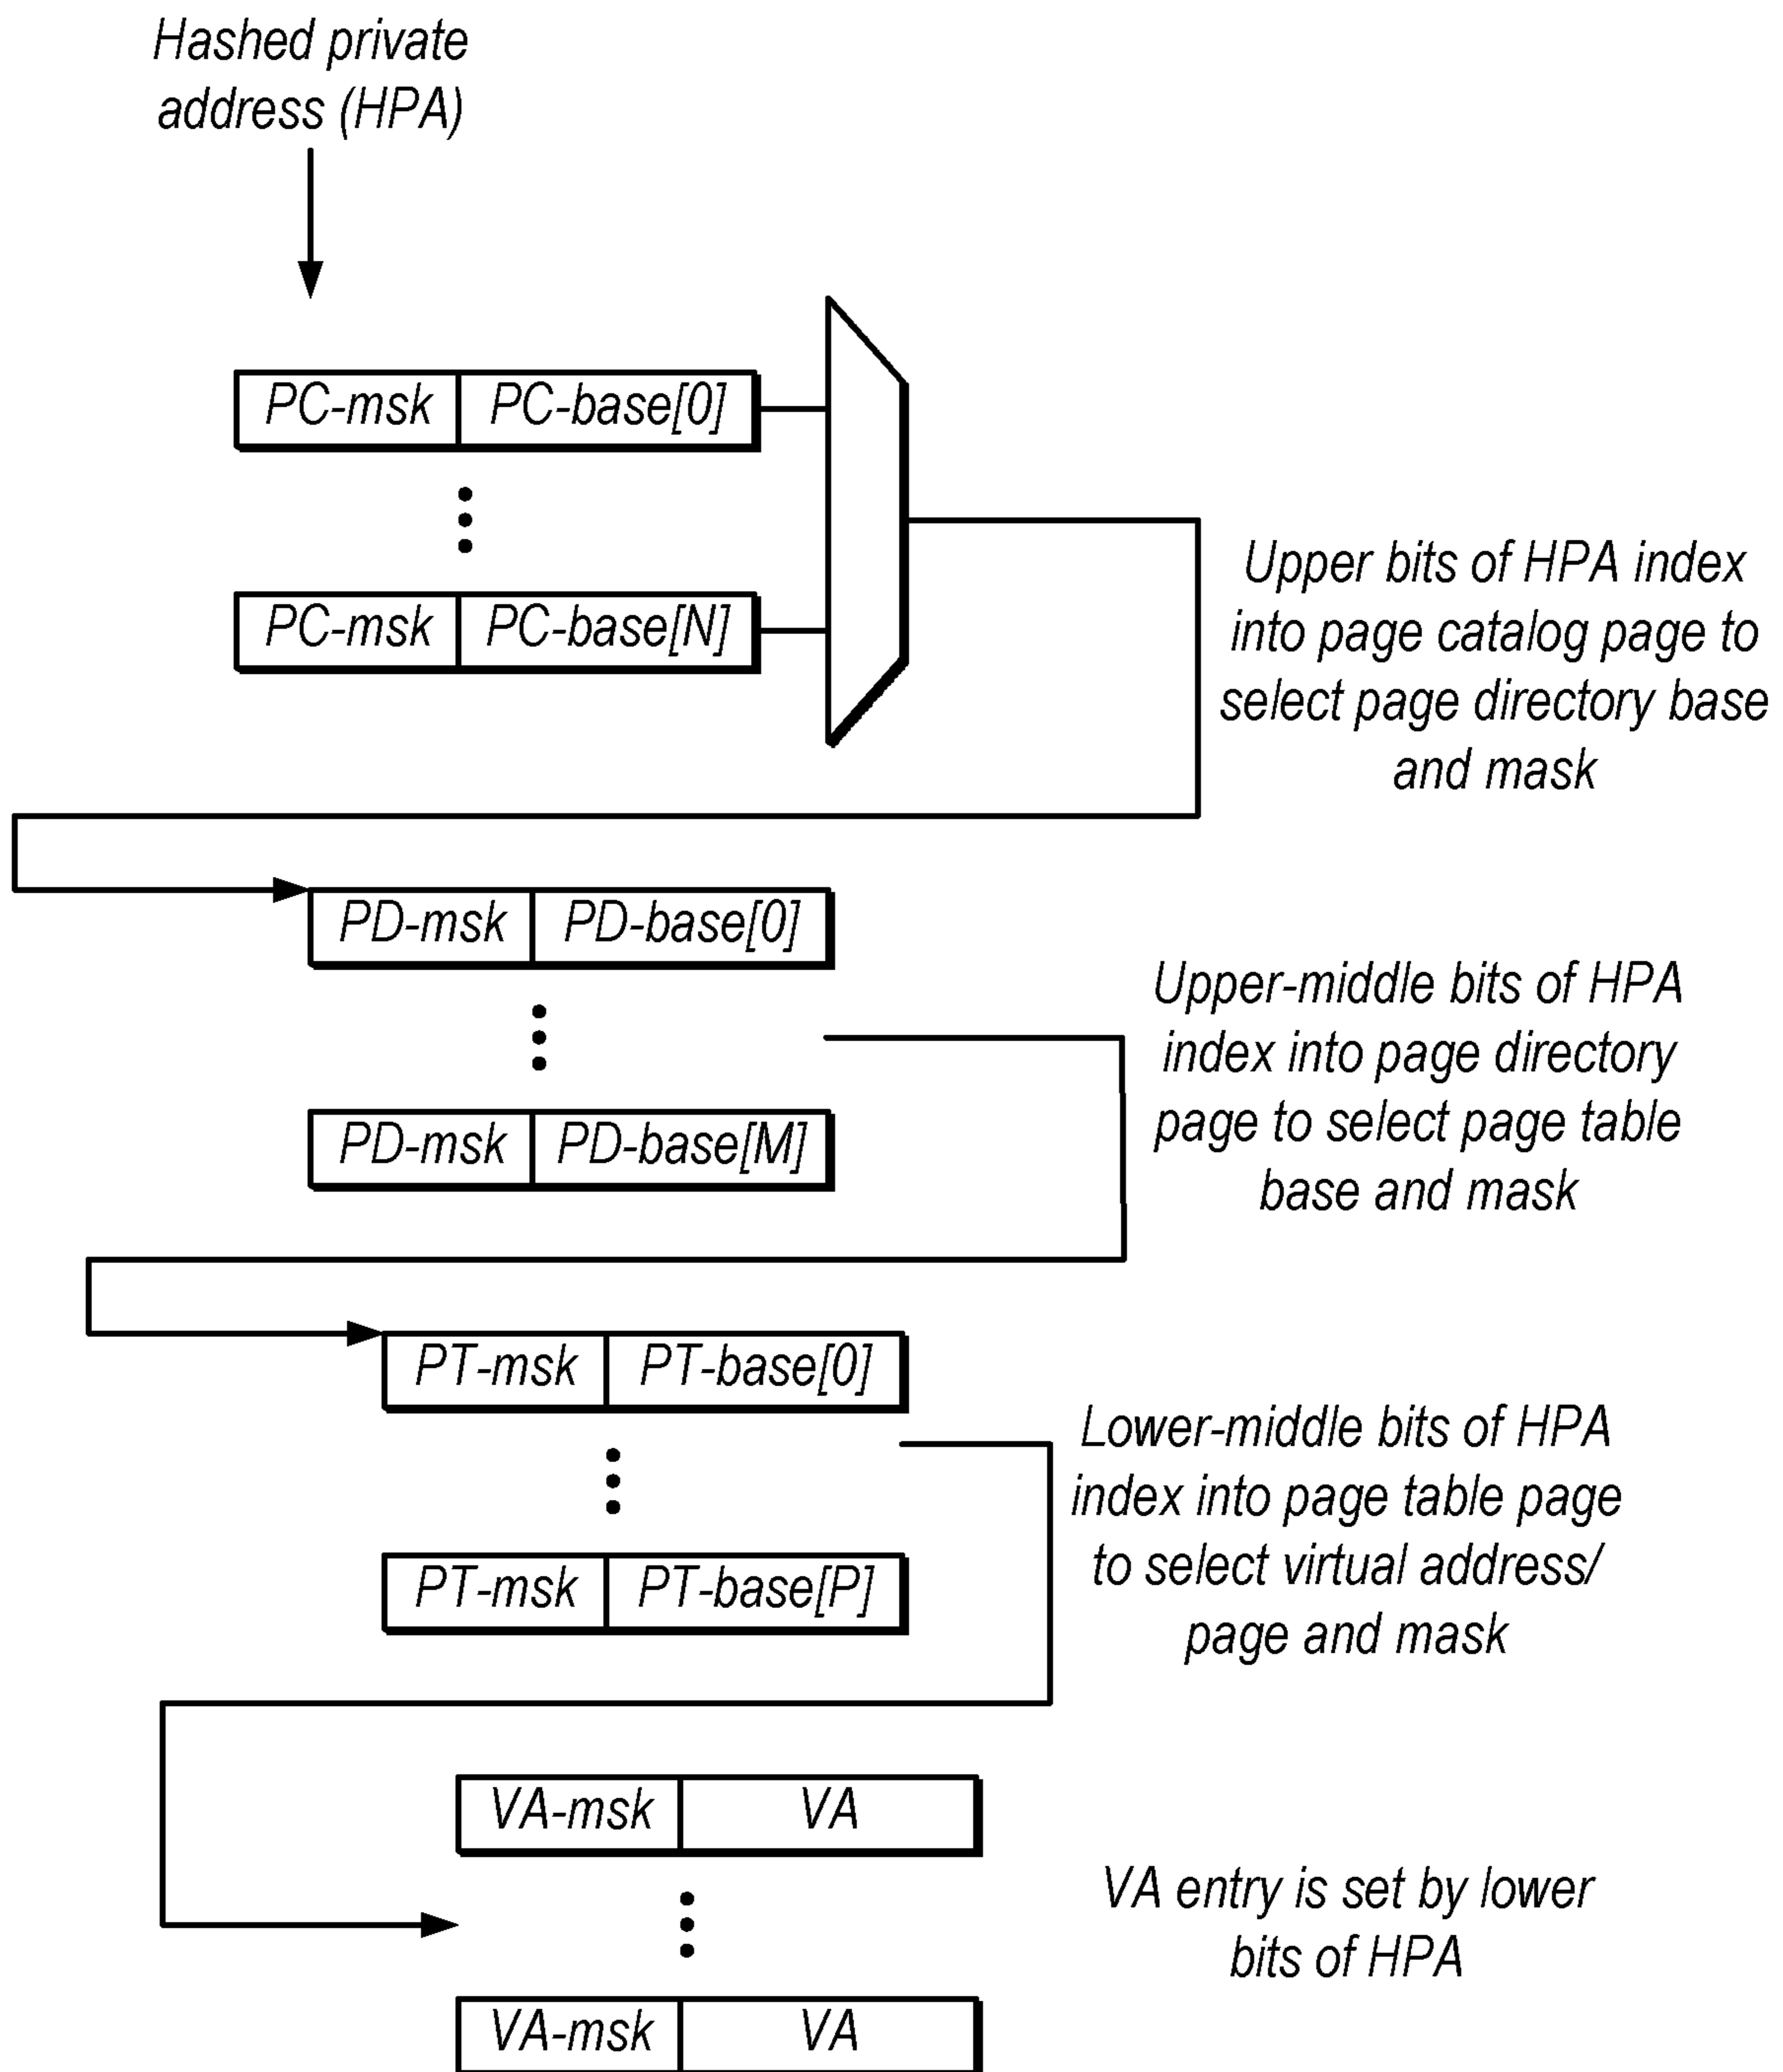 Hashed private
address (HPA)
PC-msk PC-base[0]
PC-msk PC-base[N]
Upper bits of HPA index
into page catalog page to
select page directory base
and mask
PD-msk PD-base[0]
PD-msk PD-base[M]
Upper-middle bits of HPA
index into page directory
page to select page table
base and mask
PT-msk PT-base[0]
PT-msk PT-base[P]
Lower-middle bits of HPA
index into page table page
to select virtual address/
page and mask
VA-msk VA
VA-msk VA
VA entry is set by lower
bits of HPA